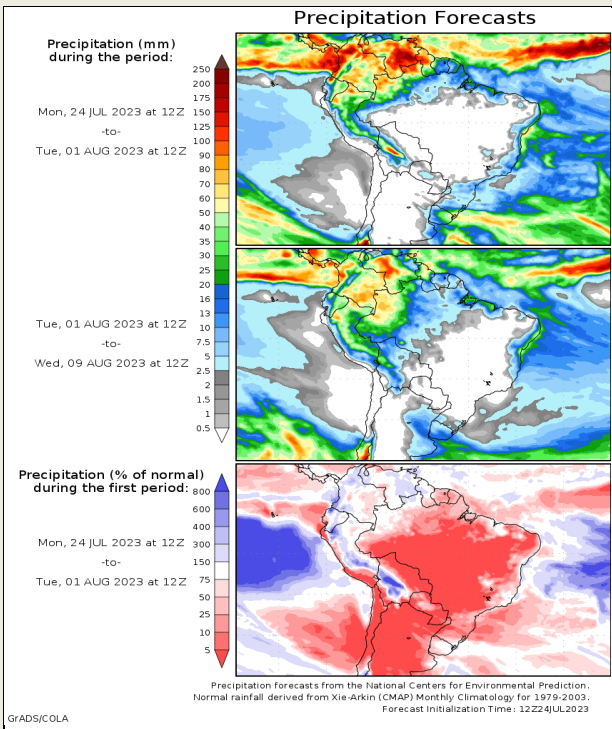 Precipitation Forecasts
Precipitation (mm)
during the period:
Mon, 24 JUL 2023 at 12Z
-to-
Tue, 01 AUG 2023 at 12Z
250
200
175
150
125
100
90
80
70
60
50
40
35
30
25
20
16
13
10
7.5
5
2.5
2
1.5
1
0.5
Tue, 01 AUG 2023 at 12Z
-to-
Wed, 09 AUG 2023 at 12Z
Precipitation (% of normal)
during the first period:
Mon, 24 JUL 2023 at 12Z
-to-
Tue, 01 AUG 2023 at 12Z
800
600
400
300
150
75
50
25
10
5
Precipitation forecasts from the National Centers for Environmental Prediction.
Normal rainfall derived from Xie-Arkin (CMAP) Monthly Climatology for 1979-2003.
Forecast Initialization Time: 12Z24JUL2023
GrADS/COLA